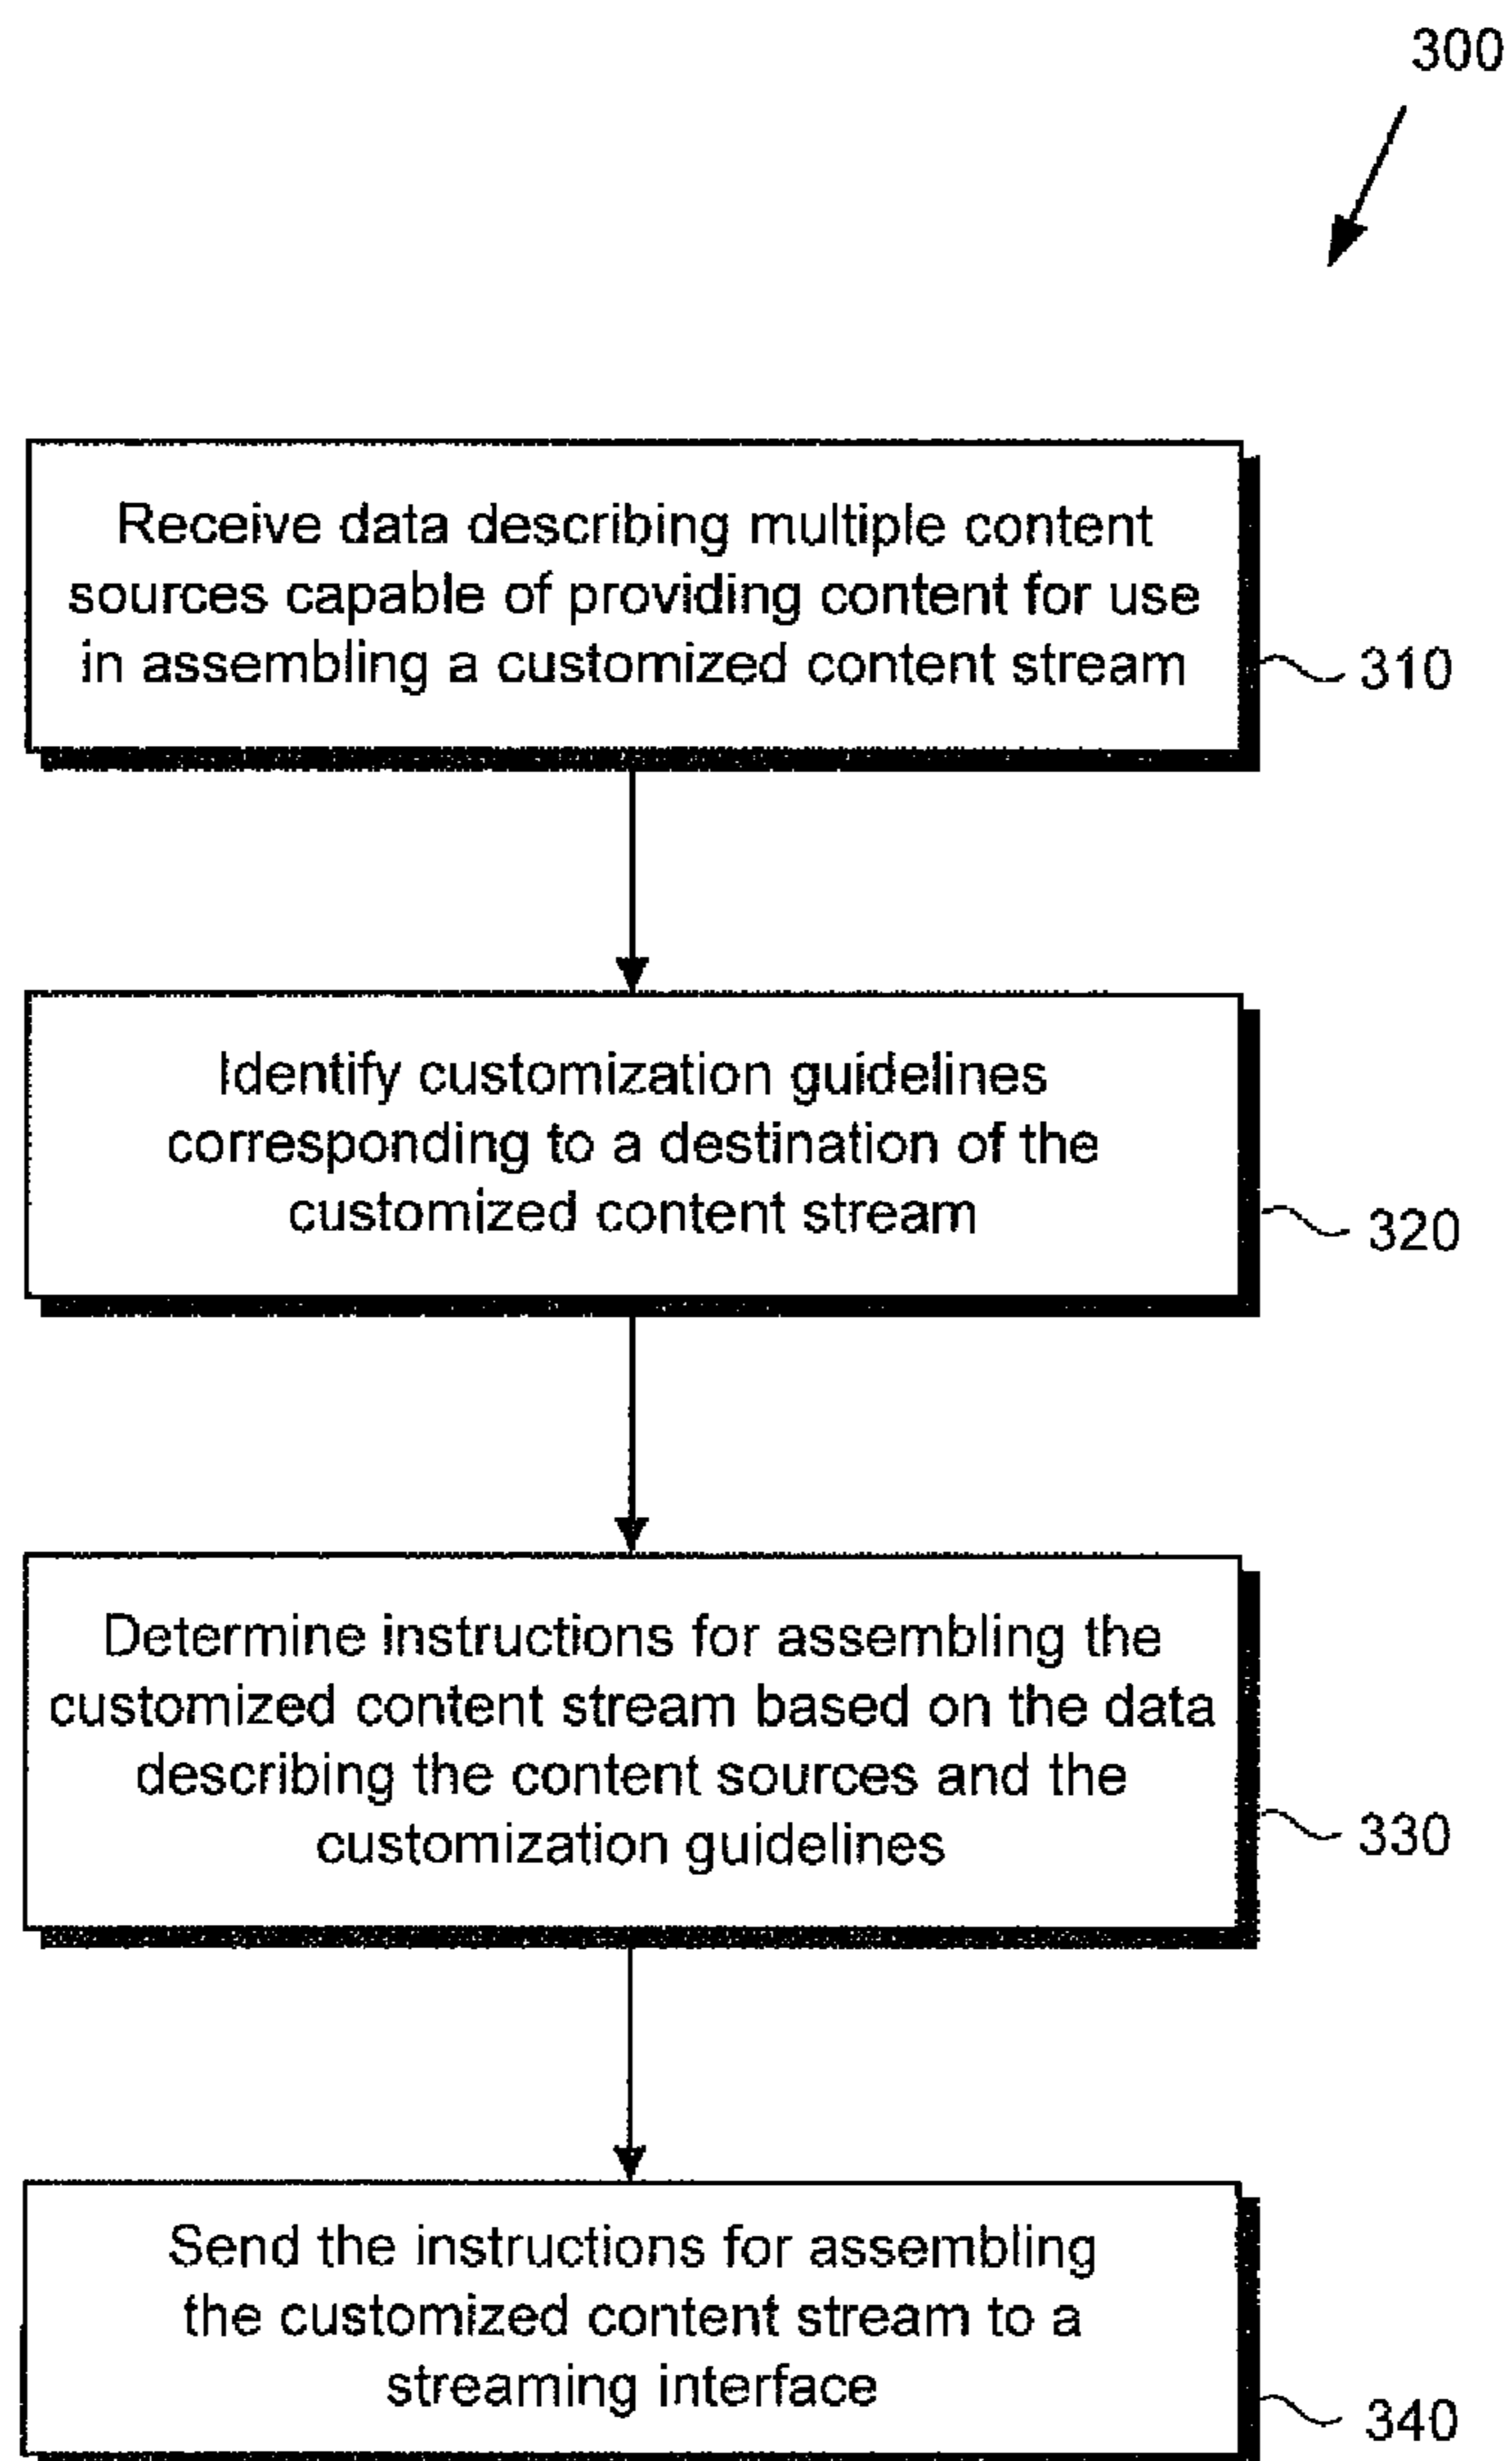 300
Receive data describing multiple content
sources capable of providing content for use
in assembling a customized content stream
310
Identify customization guidelines
corresponding to a destination of the
customized content stream
320
Determine instructions for assembling the
customized content stream based on the data
describing the content sources and the
customization guidelines
330
Send the instructions for assembling
the customized content stream to a
streaming interface
340